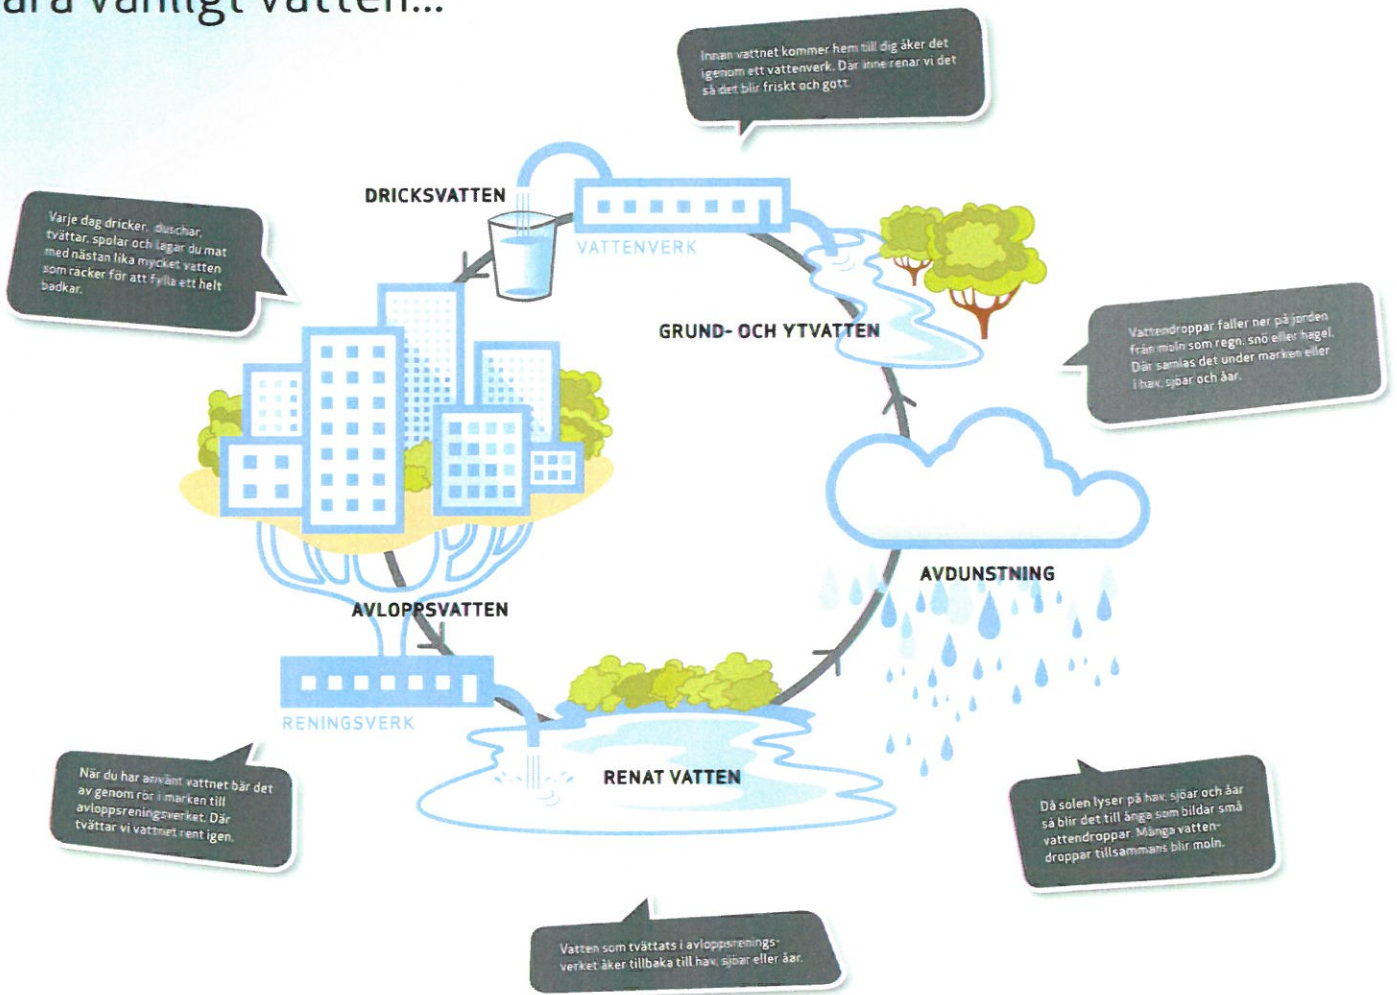 vanligt vatten...
Innan vattnet kommer hem till dig åker det
igenom ett vattenverk. Där inne renar vi det
så det blir friskt och gott.
DRICKSVATTEN
VATTENVERK
Varje dag dricker, duschar,
tvättar, spolar och lagar du mat
med nästan lika mycket vatten
som räcker för att fylla ett helt
badkar.
GRUND- OCH YTVATTEN
Vattendroppar faller ner på jorden
från moln som regn, snö eller hagel.
Där samlas det under marken eller
i hav, sjöar och åar.
AVDUNSTNING
AVLOPPSVATTEN
RENINGSVERK
RENAT VATTEN
När du har använt vattnet bär det
av genom rör i marken till
avloppsreningsverket. Där
tvättar vi vattnet rent igen.
Då solen lyser på hav, sjöar och åar
så blir det till ånga som bildar små
vattendroppar. Många vatten-
droppar tillsammans blir moln.
Vatten som tvättats i avloppsrenings-
verket åker tillbaka till hav, sjöar eller åar.